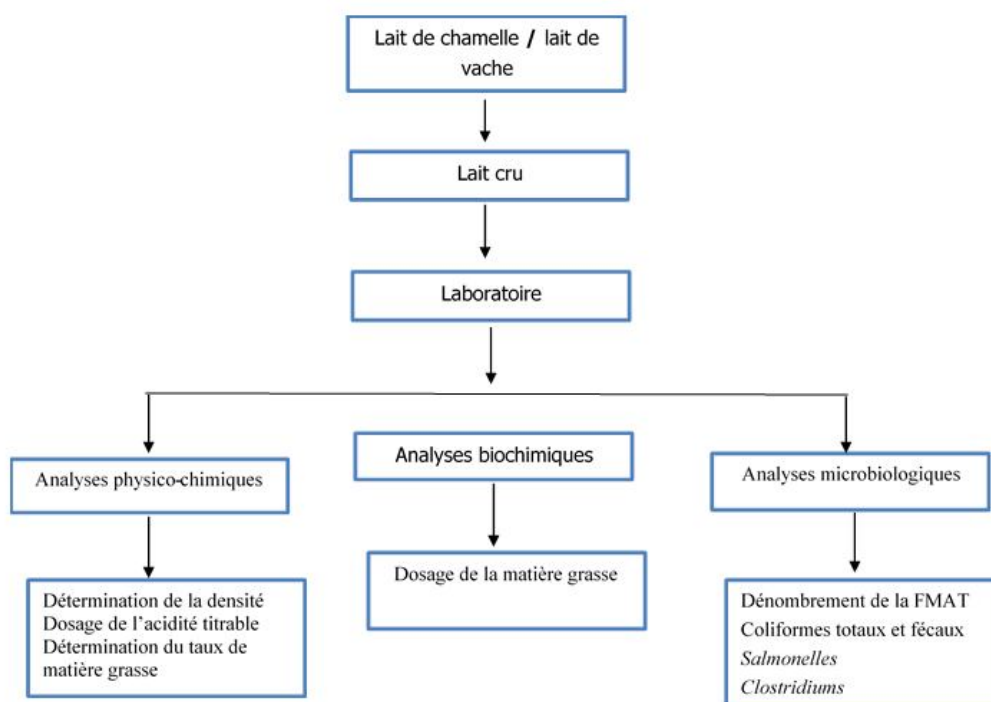 Lait de chamelle / lait de
vache
Lait cru
Laboratoire
Analyses physico-chimiques
Analyses biochimiques
Analyses microbiologiques
Détermination de la densité
Dosage de l'acidité titrable
Détermination du taux de
matière grasse
Dosage de la matière grasse
Dénombrement de la FMAT
Coliformes totaux et fécaux
Salmonelles
Clostridiums